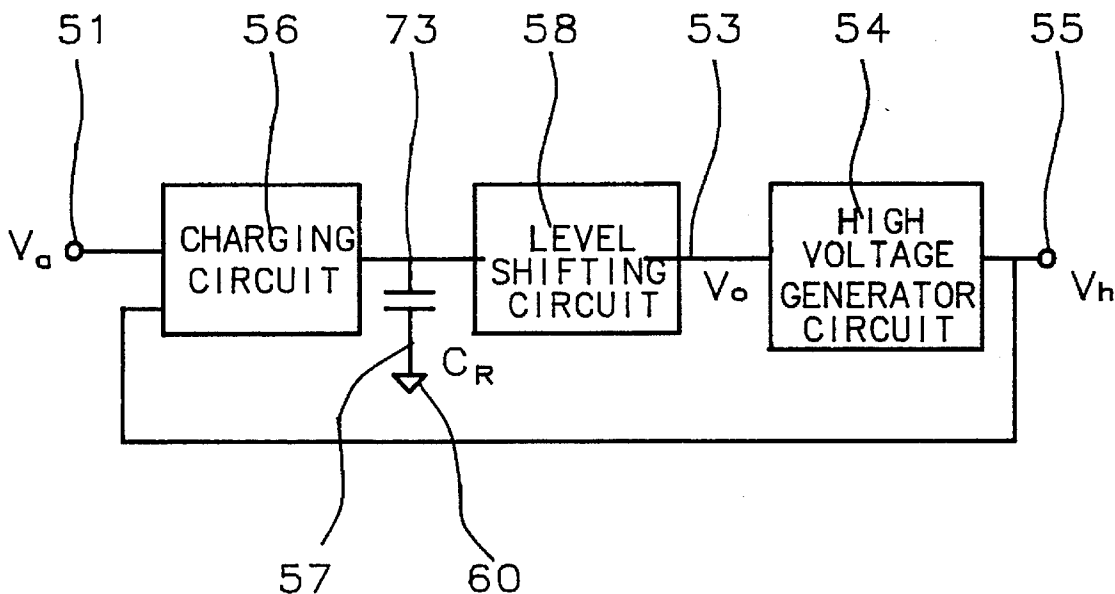 51 56 73 58 53 54 55
Va
CHARGING
CIRCUIT
LEVEL
SHIFTING
CIRCUIT
Vo
HIGH
VOLTAGE
GENERATOR
CIRCUIT
Vh
CR
57 60